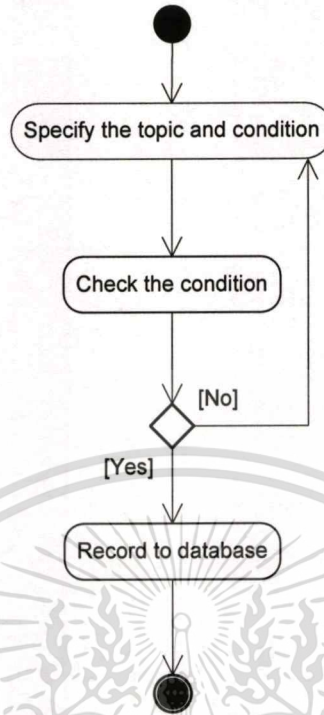 Specify the topic and condition
Check the condition
[No]
[Yes]
Record to database